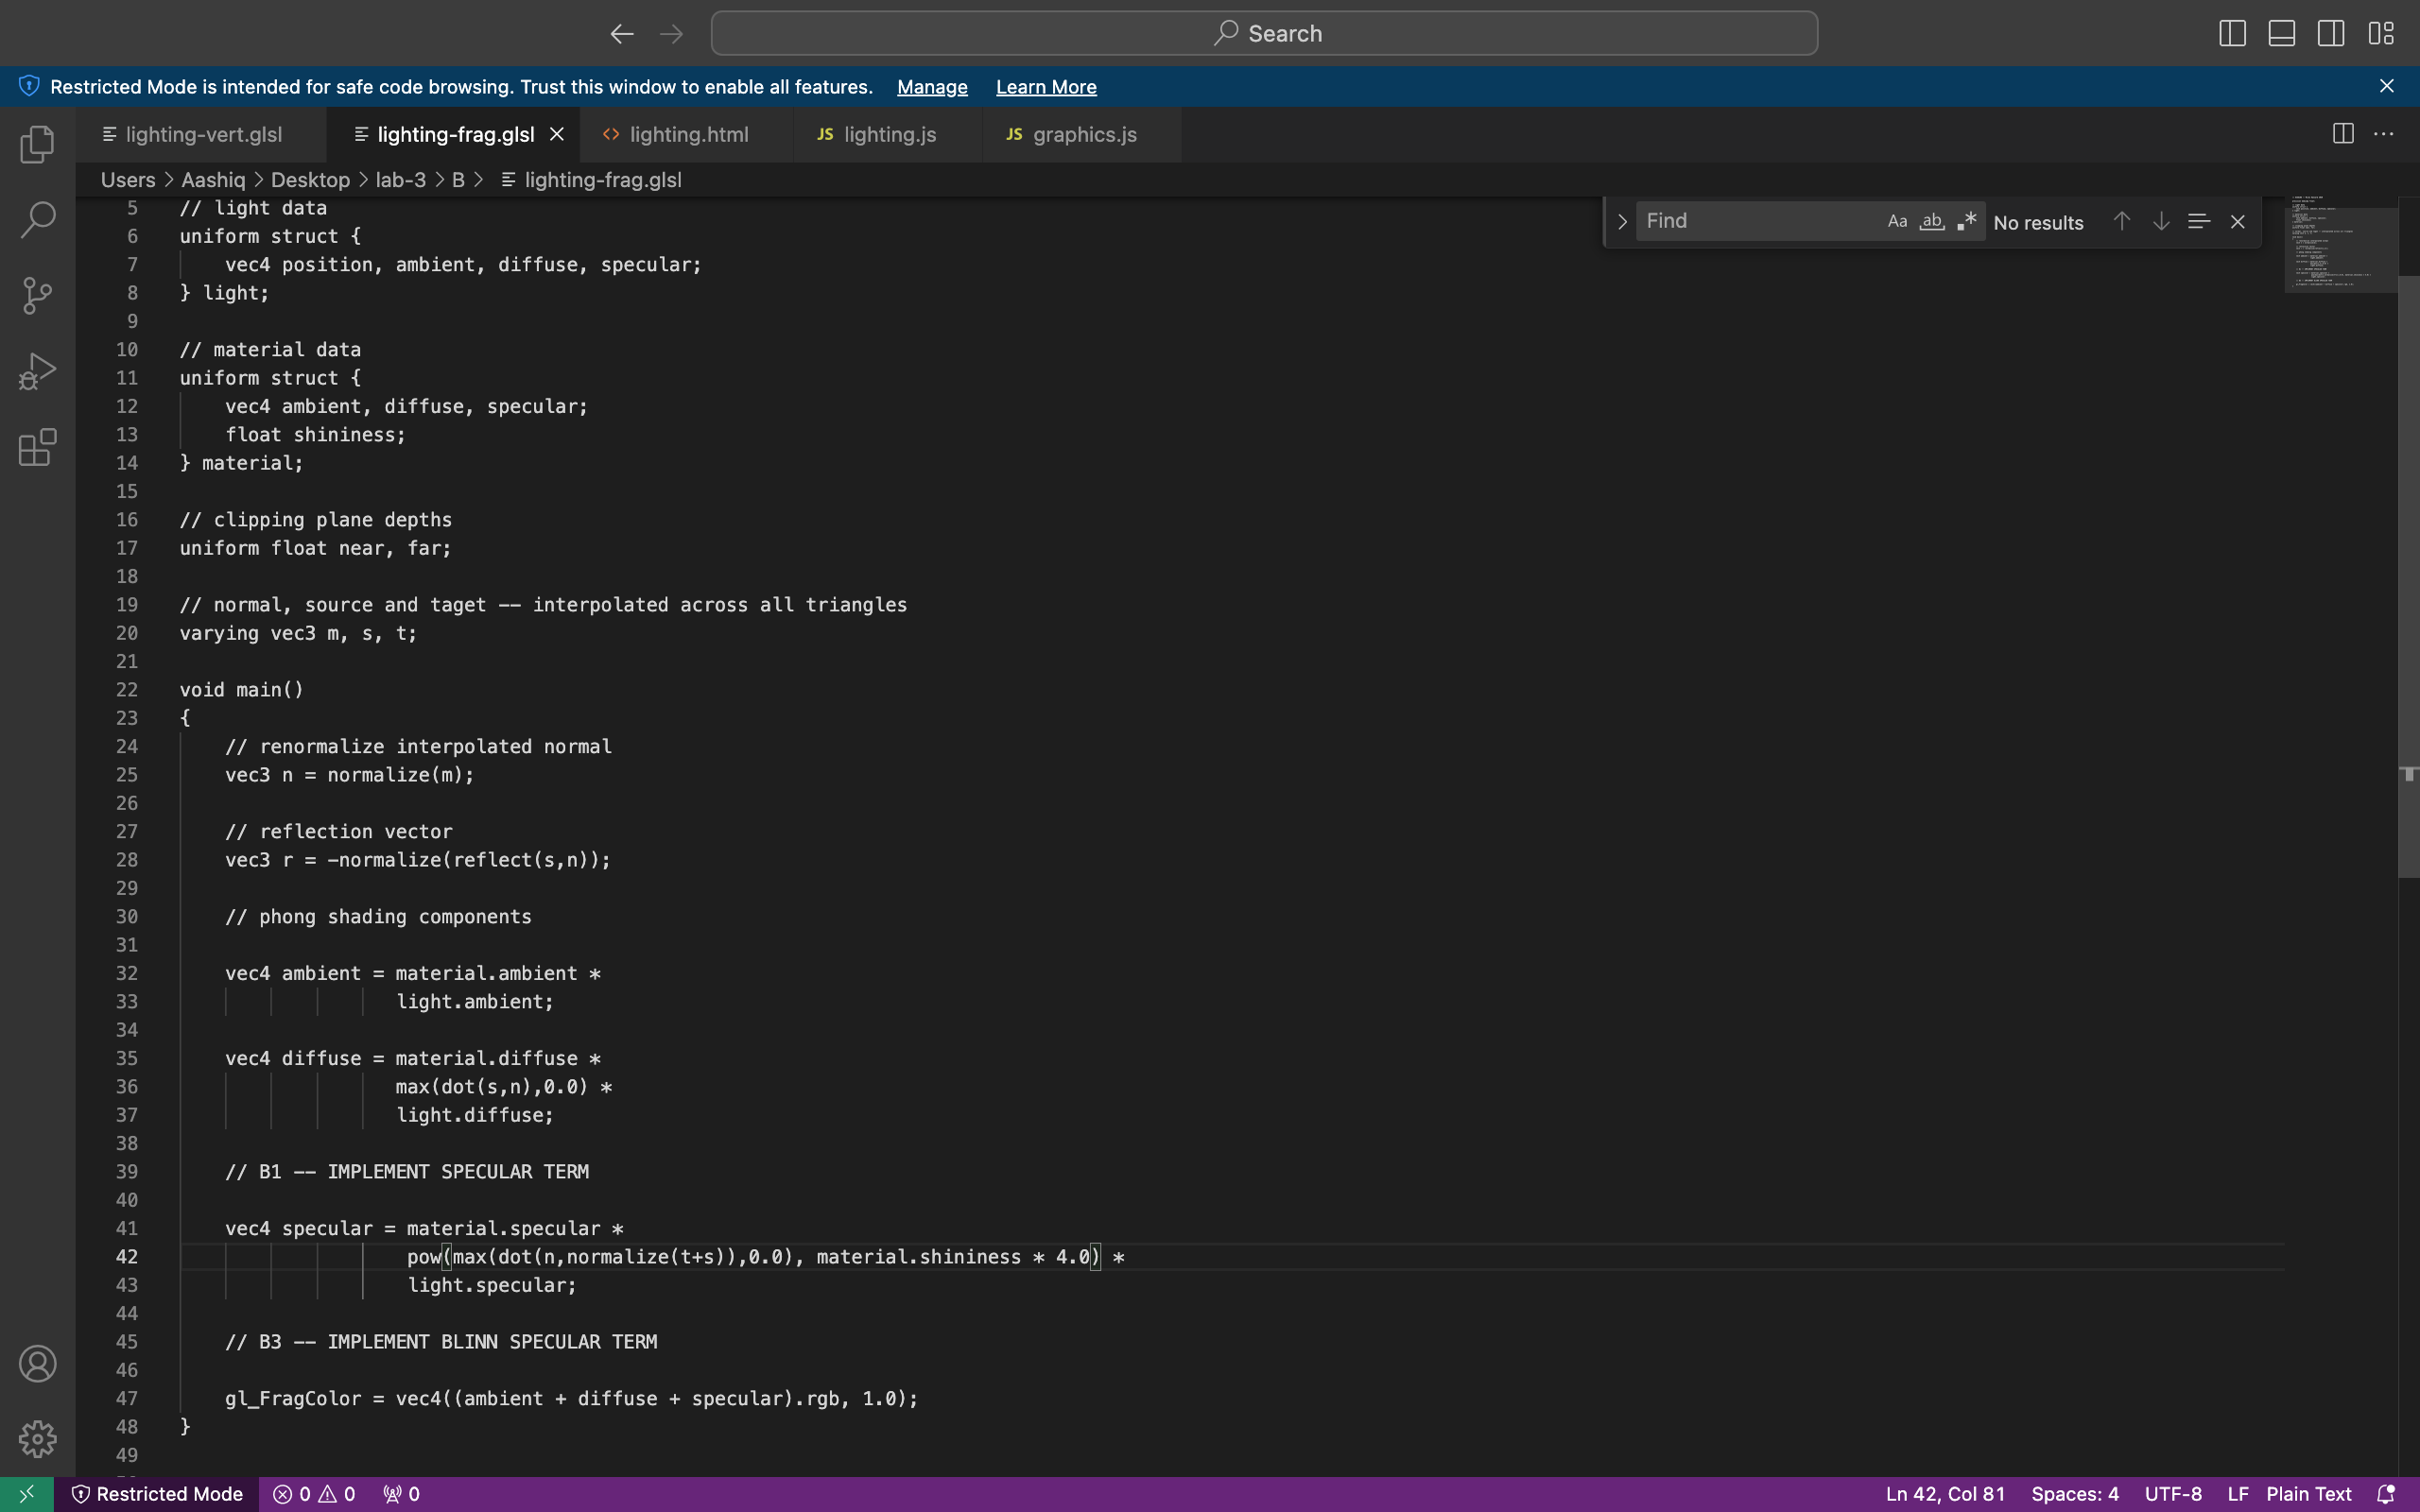 Search
Restricted Mode is intended for safe code browsing. Trust this window to enable all features. Manage Learn More
lighting-vert.glsl lighting-frag.glsl <> lighting.html JS lighting.js JS graphics.js
Users > Aashiq > Desktop > lab-3 > B > lighting-frag.glsl
Find Aa ab .* No results
5 // light data
6 uniform struct {
7 vec4 position, ambient, diffuse, specular;
8 } light;
9
10 // material data
11 uniform struct {
12 vec4 ambient, diffuse, specular;
13 float shininess;
14 } material;
15
16 // clipping plane depths
17 uniform float near, far;
18
19 // normal, source and taget -- interpolated across all triangles
20 varying vec3 m, s, t;
21
22 void main()
23 {
24 // renormalize interpolated normal
25 vec3 n = normalize(m);
26
27 // reflection vector
28 vec3 r = -normalize(reflect(s,n));
29
30 // phong shading components
31
32 vec4 ambient = material.ambient *
33 light.ambient;
34
35 vec4 diffuse = material.diffuse *
36 max(dot(s,n),0.0) *
37 light.diffuse;
38
39 // B1 -- IMPLEMENT SPECULAR TERM
40
41 vec4 specular = material.specular *
42 pow(max(dot(n,normalize(t+s)),0.0), material.shininess * 4.0) *
43 light.specular;
44
45 // B3 -- IMPLEMENT BLINN SPECULAR TERM
46
47 gl_FragColor = vec4((ambient + diffuse + specular).rgb, 1.0);
48 }
49
Restricted Mode 0 0 0 Ln 42, Col 81 Spaces: 4 UTF-8 LF Plain Text